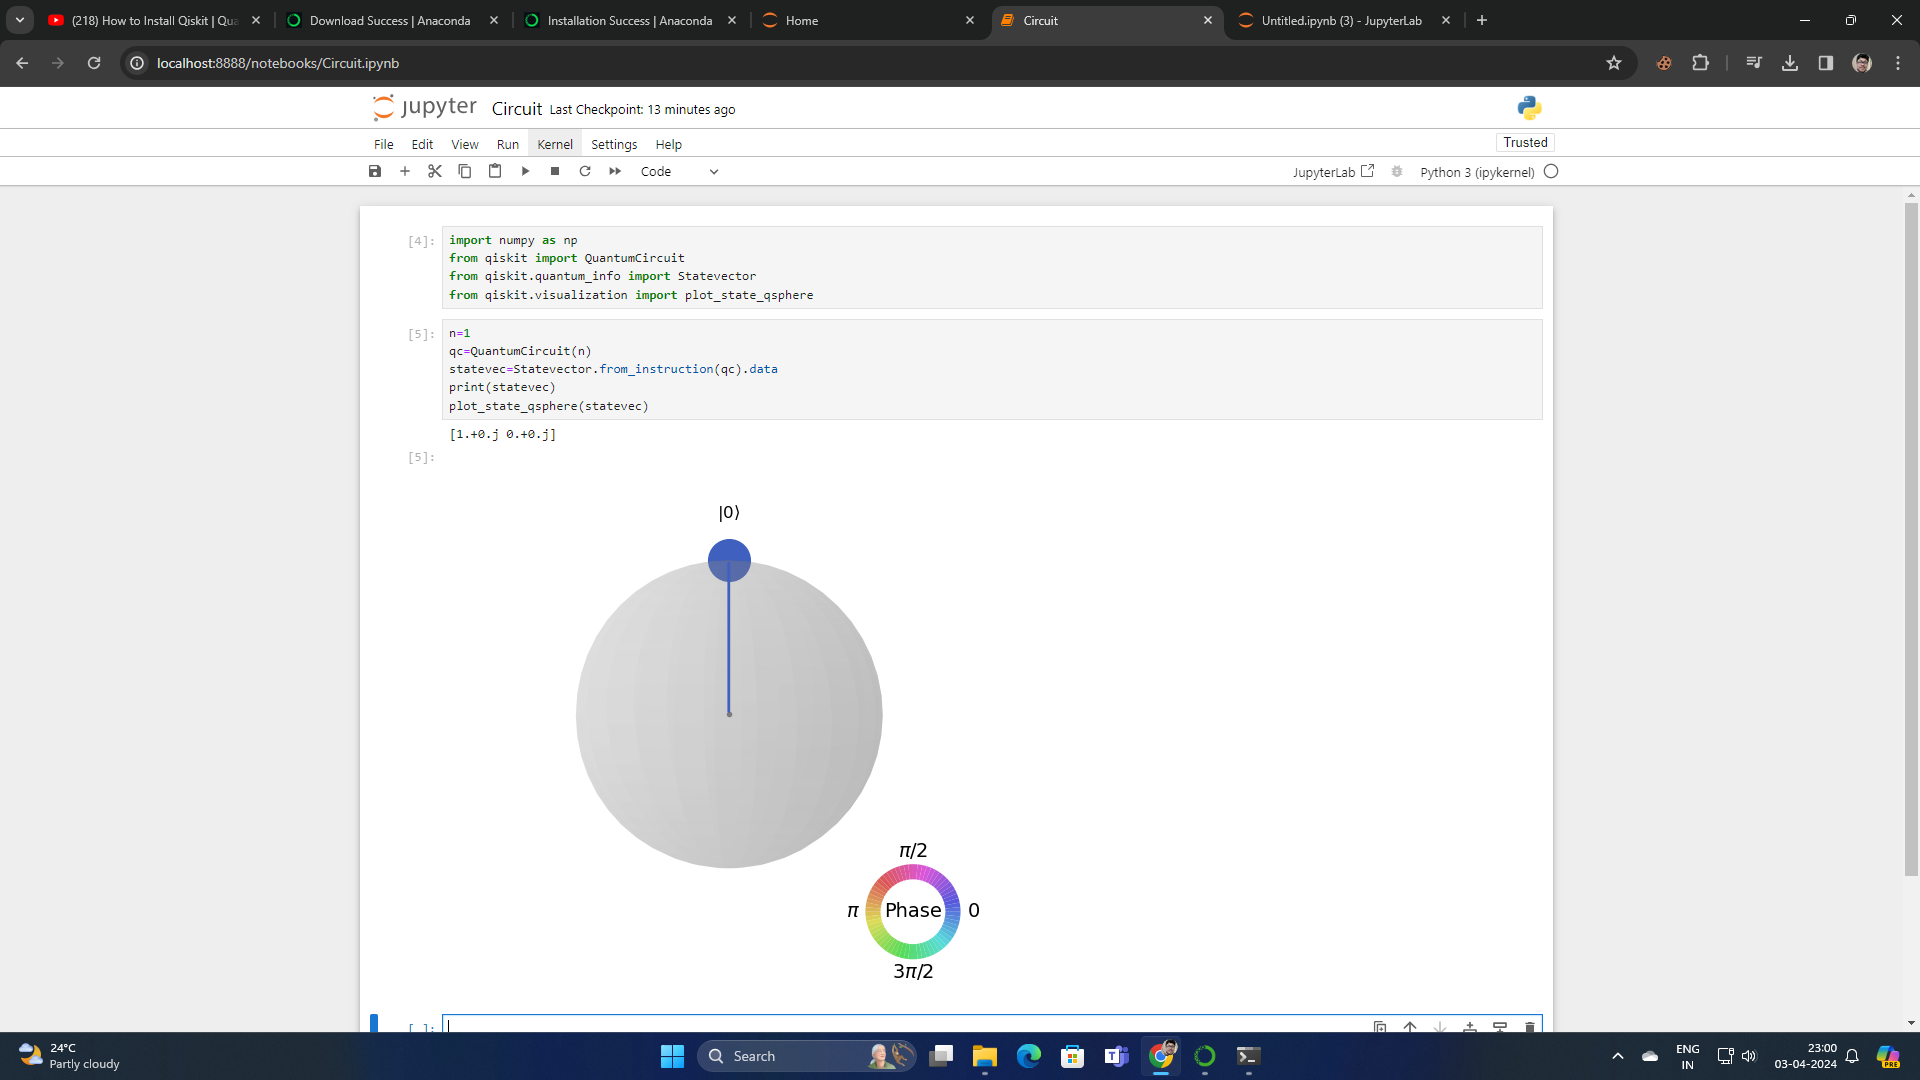 (218) How to Install Qiskit | Qua
Download Success | Anaconda
Installation Success | Anaconda
Home
Circuit
Untitled.ipynb (3) - JupyterLab
localhost:8888/notebooks/Circuit.ipynb
jupyter Circuit Last Checkpoint: 13 minutes ago
File Edit View Run Kernel Settings Help
Trusted
Code
JupyterLab
Python 3 (ipykernel)
[4]:
import numpy as np
from qiskit import QuantumCircuit
from qiskit.quantum_info import Statevector
from qiskit.visualization import plot_state_qsphere
[5]:
n=1
qc=QuantumCircuit(n)
statevec=Statevector.from_instruction(qc).data
print(statevec)
plot_state_qsphere(statevec)
[1.+0.j 0.+0.j]
[5]:
|0⟩
π/2
π Phase 0
3π/2
[ ]:
24°C
Partly cloudy
Search
ENG
IN
23:00
03-04-2024
PRE